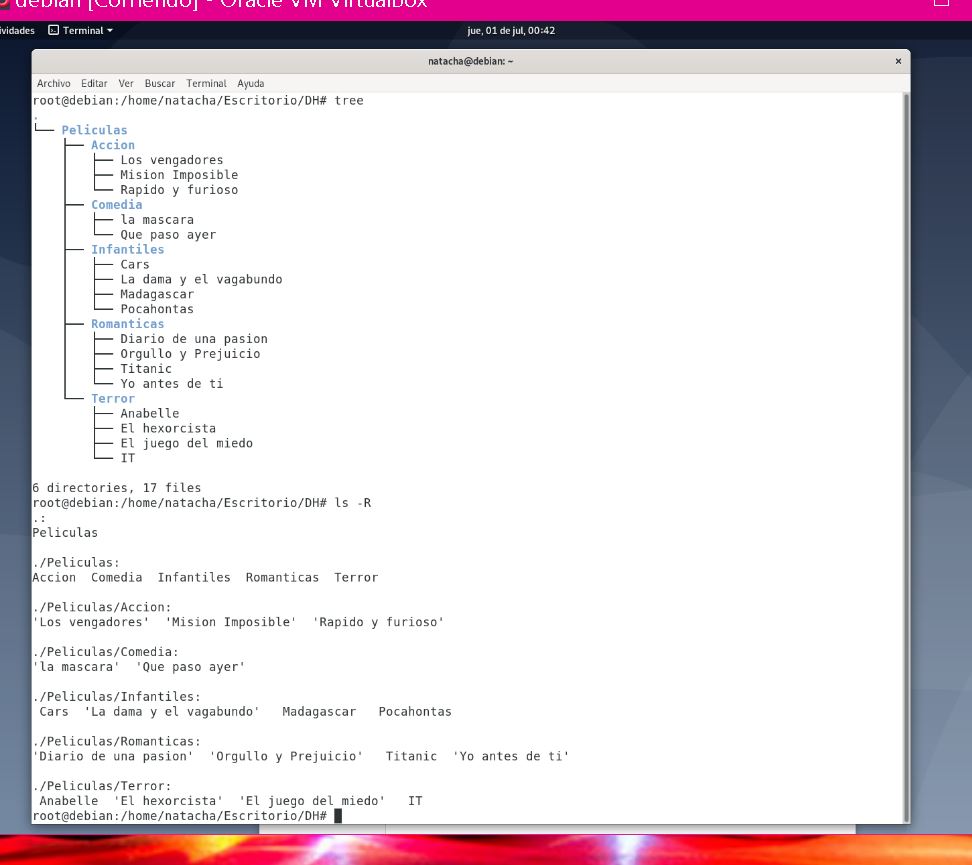 debian [Corriendo] - Oracle VM VirtualBox
ividades Terminal jue, 01 de jul, 00:42
natacha@debian: ~ ×
Archivo Editar Ver Buscar Terminal Ayuda
root@debian:/home/natacha/Escritorio/DH# tree
.
└── Peliculas
    ├── Accion
    │   ├── Los vengadores
    │   ├── Mision Imposible
    │   └── Rapido y furioso
    ├── Comedia
    │   ├── la mascara
    │   └── Que paso ayer
    ├── Infantiles
    │   ├── Cars
    │   ├── La dama y el vagabundo
    │   ├── Madagascar
    │   └── Pocahontas
    ├── Romanticas
    │   ├── Diario de una pasion
    │   ├── Orgullo y Prejuicio
    │   ├── Titanic
    │   └── Yo antes de ti
    └── Terror
        ├── Anabelle
        ├── El hexorcista
        ├── El juego del miedo
        └── IT
6 directories, 17 files
root@debian:/home/natacha/Escritorio/DH# ls -R
.:
Peliculas
./Peliculas:
Accion  Comedia  Infantiles  Romanticas  Terror
./Peliculas/Accion:
'Los vengadores'  'Mision Imposible'  'Rapido y furioso'
./Peliculas/Comedia:
'la mascara'  'Que paso ayer'
./Peliculas/Infantiles:
 Cars  'La dama y el vagabundo'   Madagascar   Pocahontas
./Peliculas/Romanticas:
'Diario de una pasion'  'Orgullo y Prejuicio'   Titanic  'Yo antes de ti'
./Peliculas/Terror:
 Anabelle  'El hexorcista'  'El juego del miedo'   IT
root@debian:/home/natacha/Escritorio/DH#